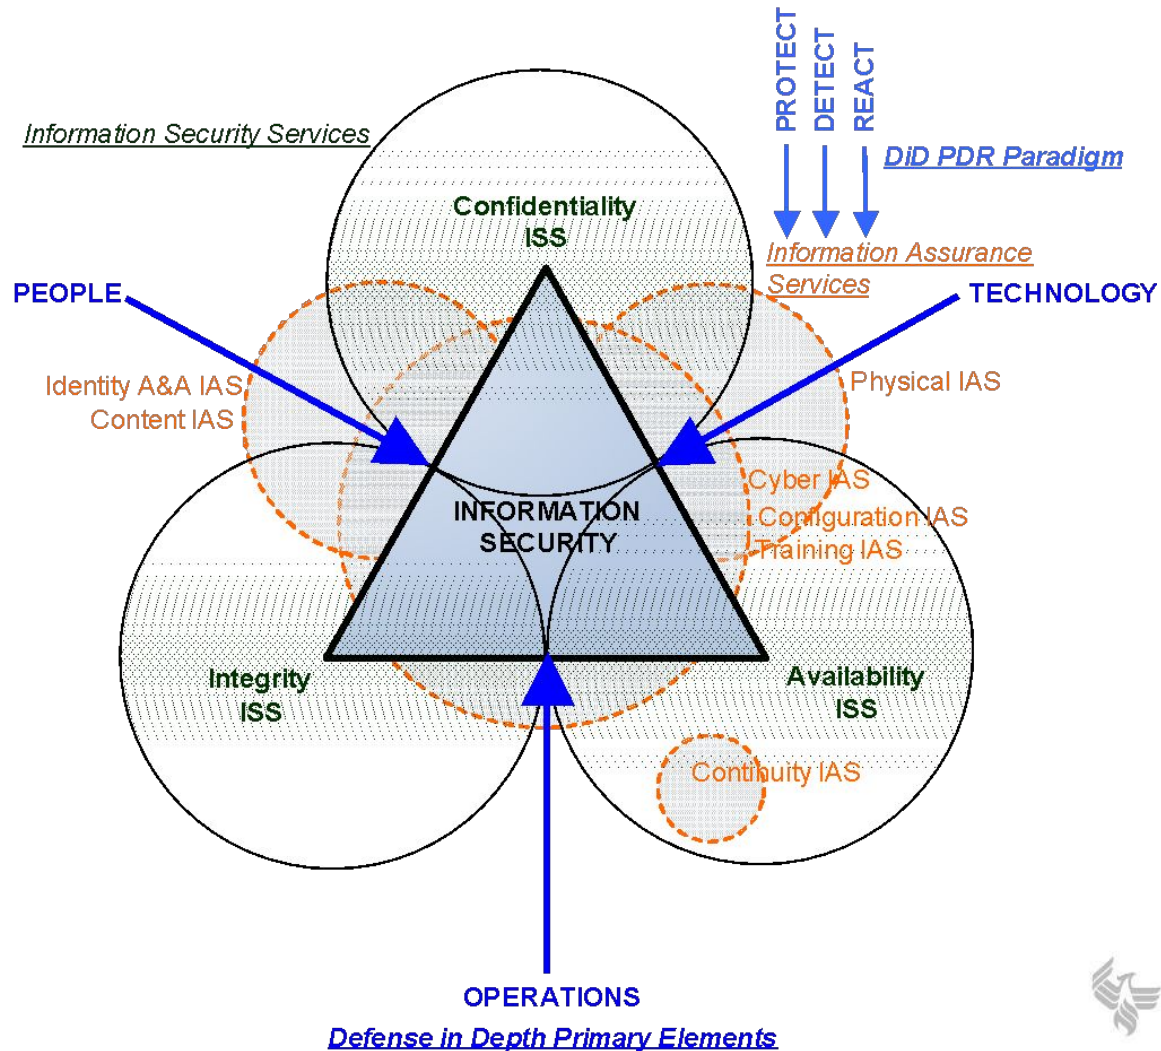 PROTECT
DETECT
REACT
Information Security Services
DiD PDR Paradigm
Confidentiality
ISS
Information Assurance
Services
PEOPLE
TECHNOLOGY
Identity A&A IAS
Content IAS
Physical IAS
Cyber IAS
Configuration IAS
Training IAS
INFORMATION
SECURITY
Integrity
ISS
Availability
ISS
Continuity IAS
OPERATIONS
Defense in Depth Primary Elements